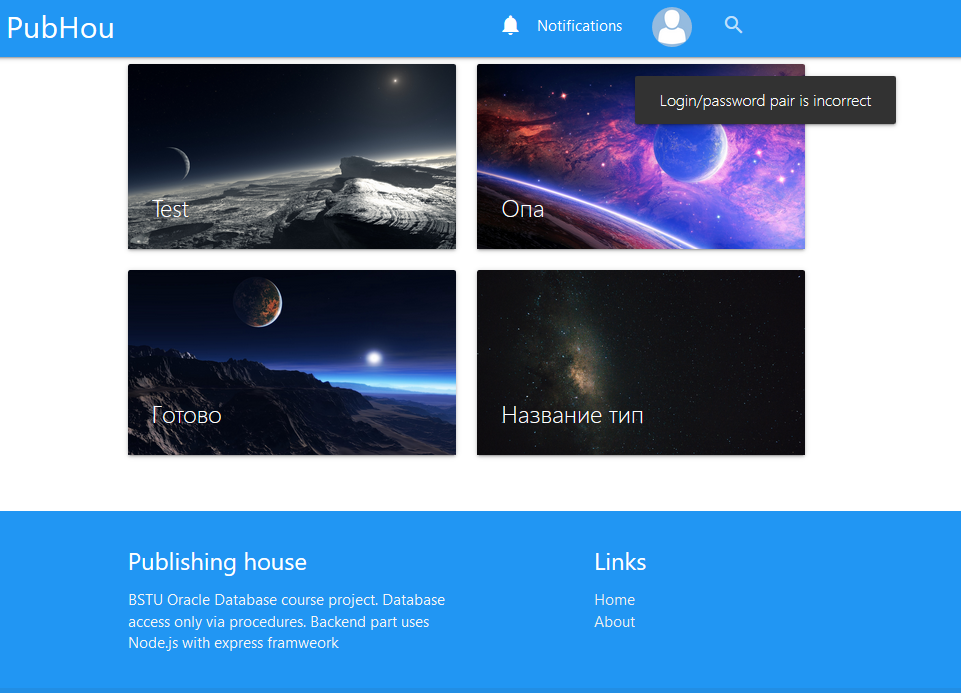 PubHou
Notifications
Login/password pair is incorrect
Test
Опа
Готово
Название тип
Publishing house
BSTU Oracle Database course project. Database
access only via procedures. Backend part uses
Node.js with express framweork
Links
Home
About